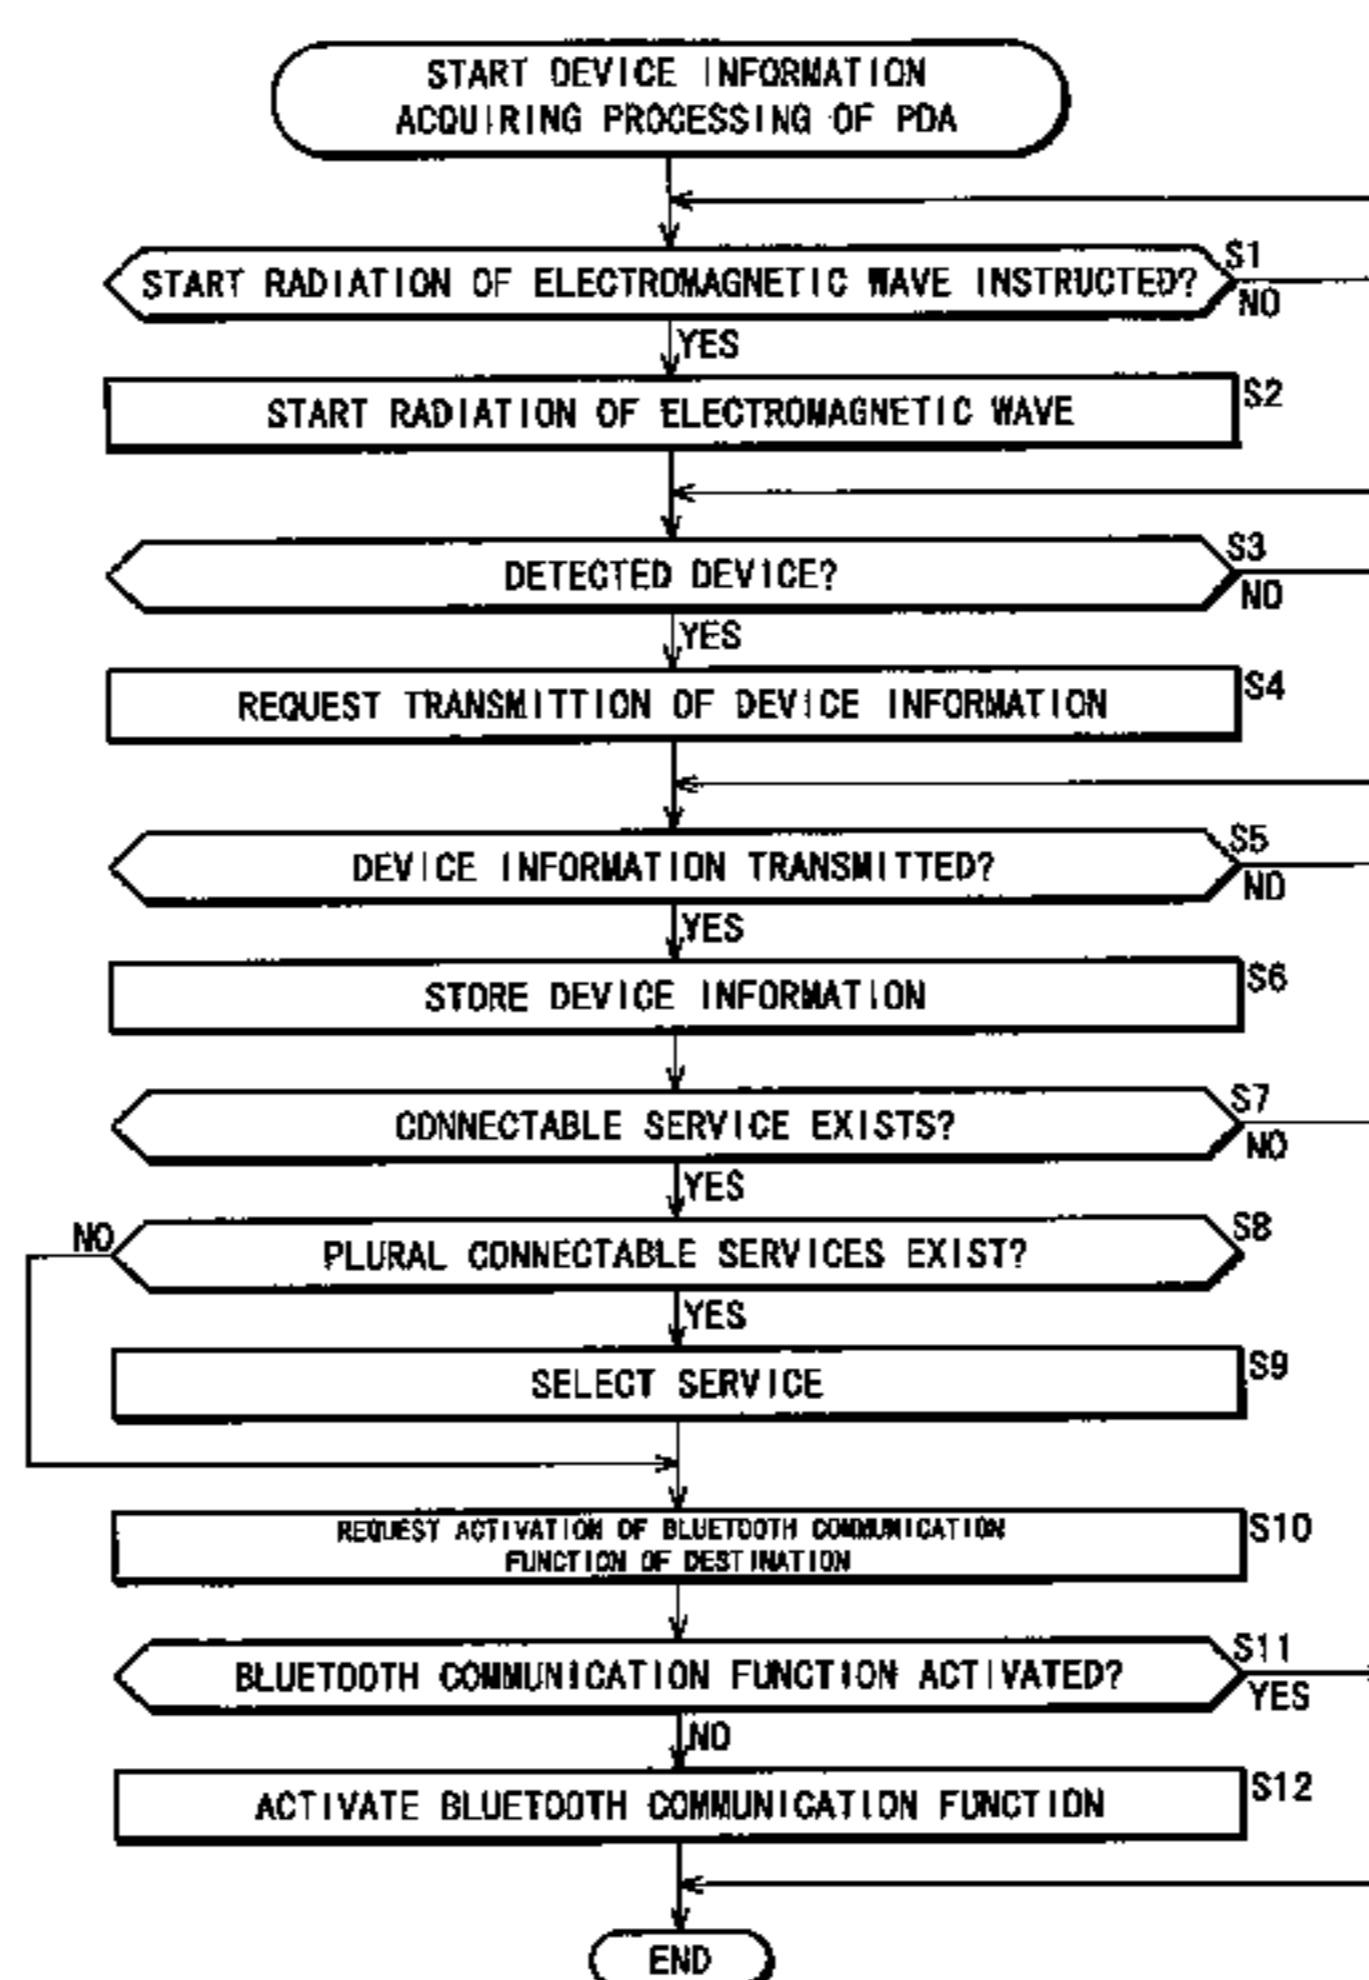 START DEVICE INFORMATION
ACQUIRING PROCESSING OF PDA
START RADIATION OF ELECTROMAGNETIC WAVE INSTRUCTED?
S1
NO
YES
START RADIATION OF ELECTROMAGNETIC WAVE
S2
DETECTED DEVICE?
S3
NO
YES
REQUEST TRANSMITTION OF DEVICE INFORMATION
S4
DEVICE INFORMATION TRANSMITTED?
S5
NO
YES
STORE DEVICE INFORMATION
S6
CONNECTABLE SERVICE EXISTS?
S7
NO
YES
NO
PLURAL CONNECTABLE SERVICES EXIST?
S8
YES
SELECT SERVICE
S9
REQUEST ACTIVATION OF BLUETOOTH COMMUNICATION
FUNCTION OF DESTINATION
S10
BLUETOOTH COMMUNICATION FUNCTION ACTIVATED?
S11
YES
NO
ACTIVATE BLUETOOTH COMMUNICATION FUNCTION
S12
END